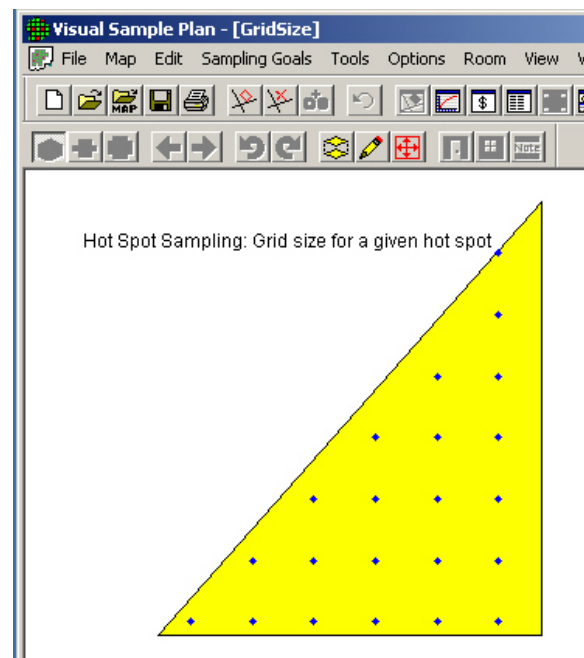 Visual Sample Plan - [GridSize]
File Map Edit Sampling Goals Tools Options Room View
MAP $
Note
Hot Spot Sampling: Grid size for a given hot spot